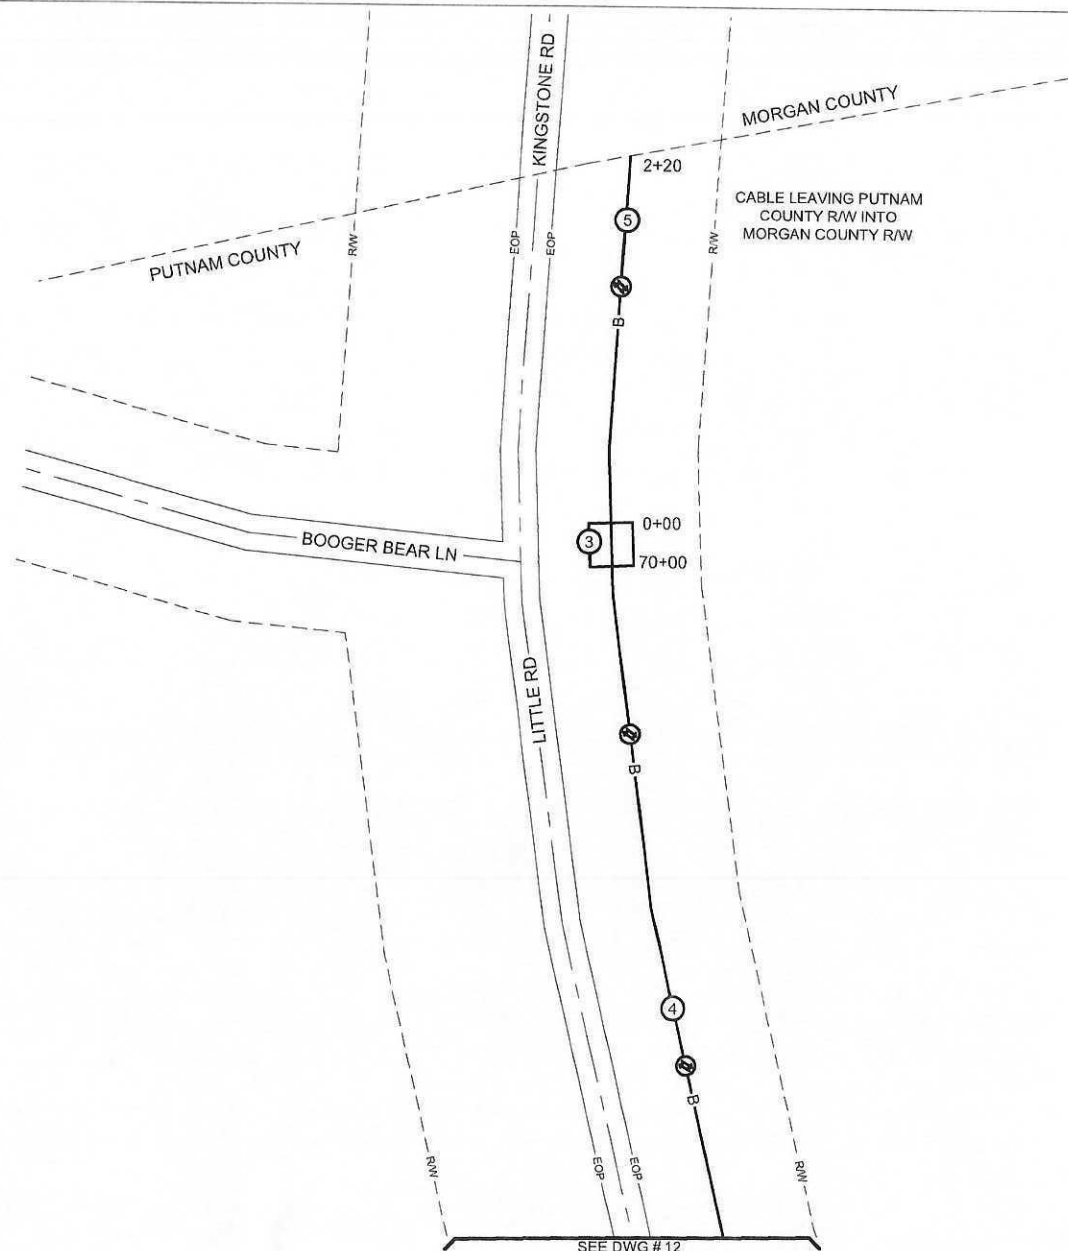 KINGSTONE RD
MORGAN COUNTY
2+20
CABLE LEAVING PUTNAM
COUNTY R/W INTO
MORGAN COUNTY R/W
5
EOP
EOP
R/W
R/W
PUTNAM COUNTY
B
0+00
3
BOOGER BEAR LN
70+00
LITTLE RD
B
4
B
R/W
EOP
EOP
R/W
SEE DWG # 12